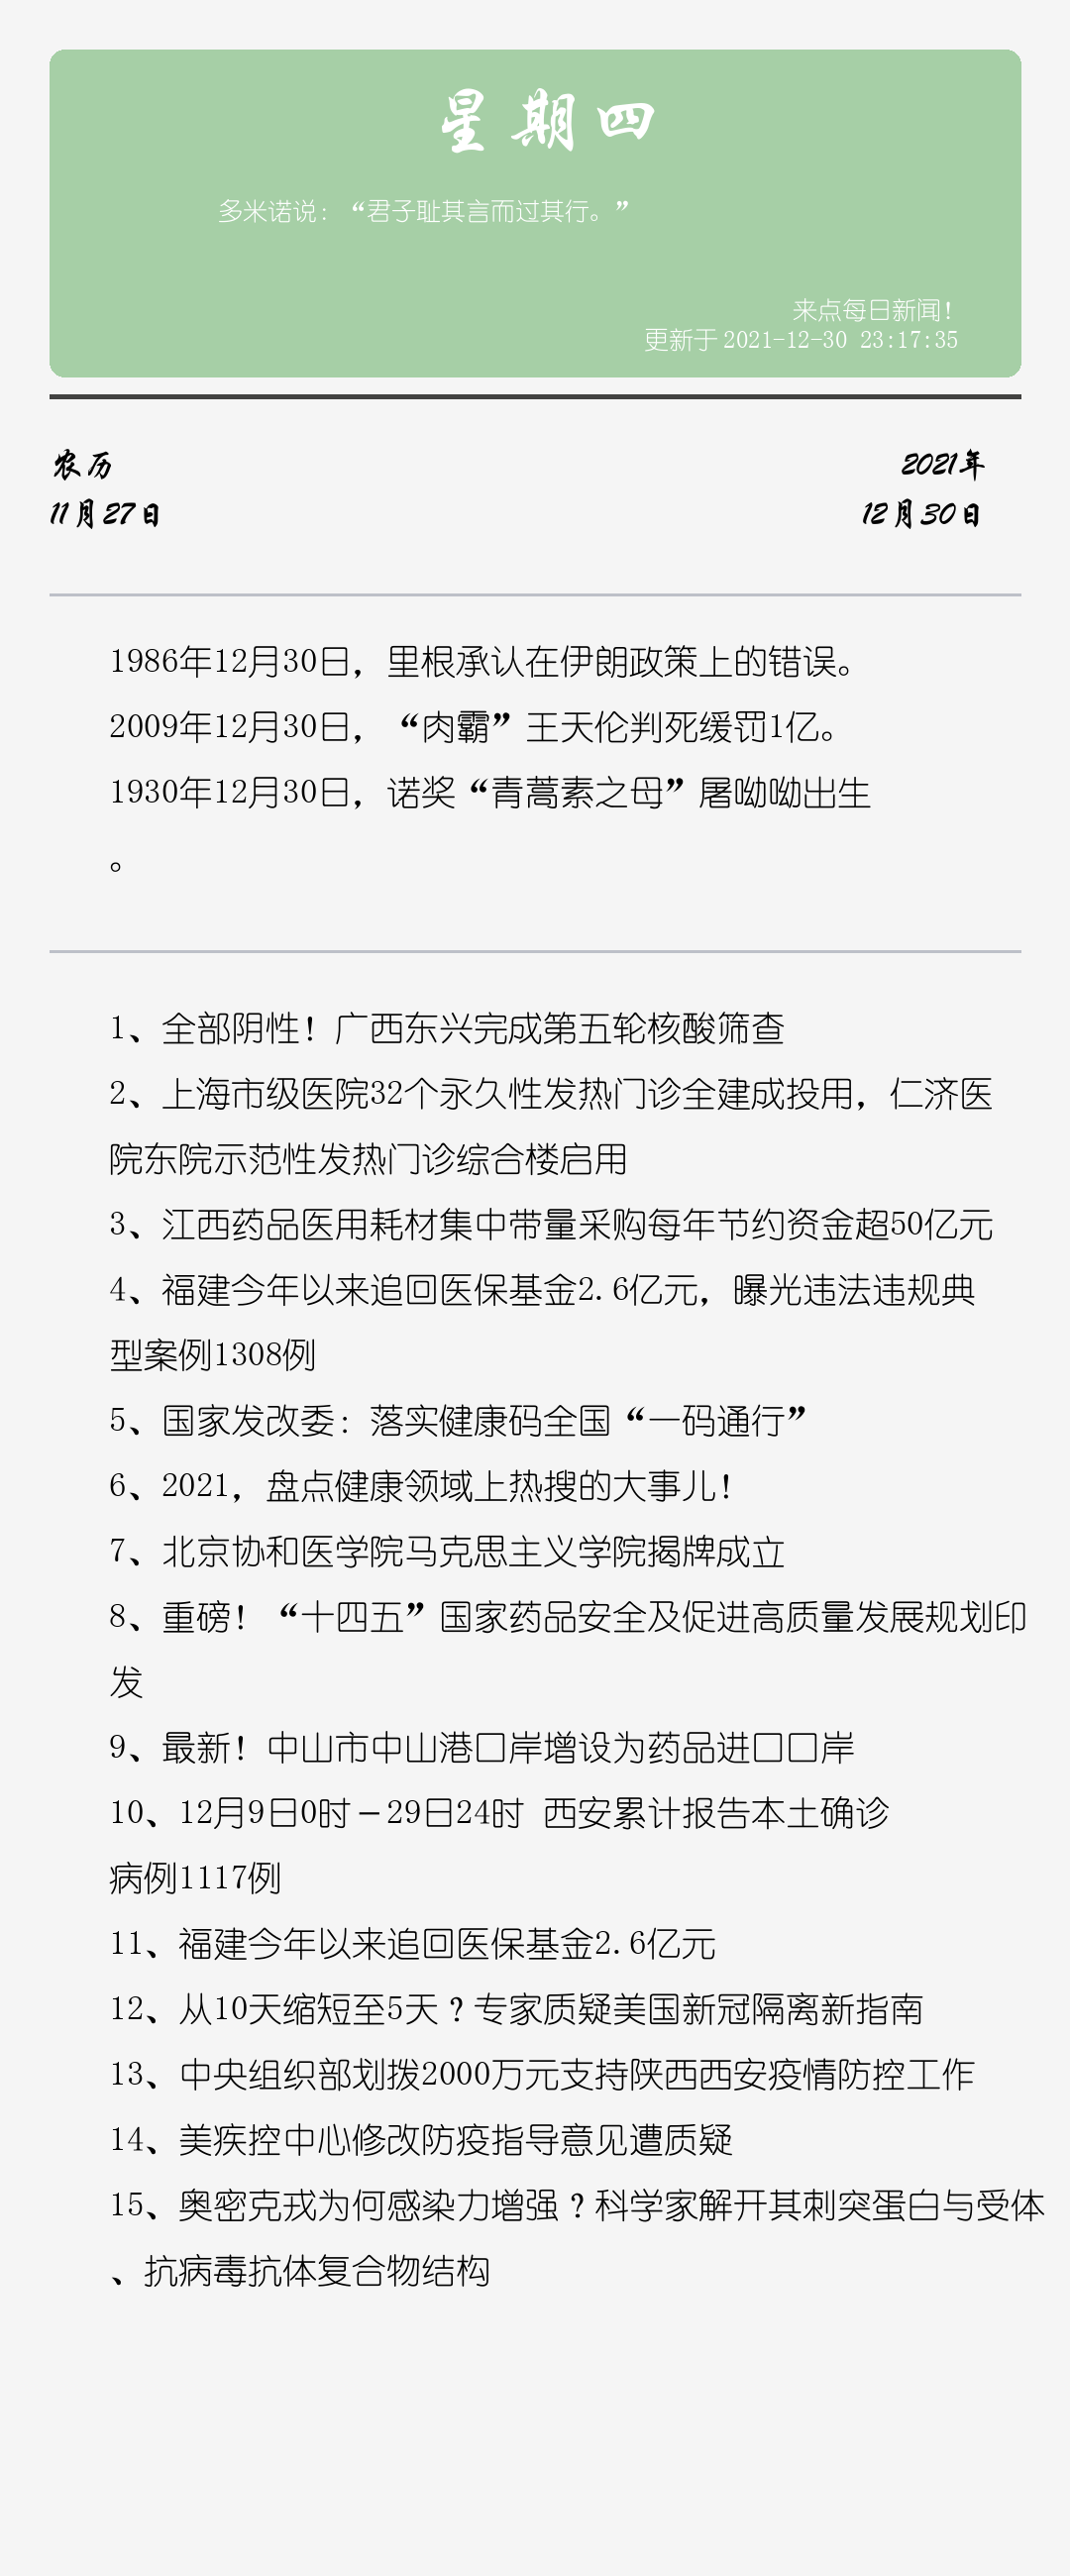 星期四
多米诺说：“君子耻其言而过其行。”
来点每日新闻！
更新于2021-12-30 23:17:35
农历
2021年
11月27日
12月30日
1986年12月30日，里根承认在伊朗政策上的错误。
2009年12月30日，“肉霸”王天伦判死缓罚1亿。
1930年12月30日，诺奖“青蒿素之母”屠呦呦出生
。
1、全部阴性！广西东兴完成第五轮核酸筛查
2、上海市级医院32个永久性发热门诊全建成投用，仁济医
院东院示范性发热门诊综合楼启用
3、江西药品医用耗材集中带量采购每年节约资金超50亿元
4、福建今年以来追回医保基金2.6亿元，曝光违法违规典
型案例1308例
5、国家发改委：落实健康码全国“一码通行”
6、2021，盘点健康领域上热搜的大事儿！
7、北京协和医学院马克思主义学院揭牌成立
8、重磅！“十四五”国家药品安全及促进高质量发展规划印
发
9、最新！中山市中山港口岸增设为药品进口口岸
10、12月9日0时－29日24时 西安累计报告本土确诊
病例1117例
11、福建今年以来追回医保基金2.6亿元
12、从10天缩短至5天？专家质疑美国新冠隔离新指南
13、中央组织部划拨2000万元支持陕西西安疫情防控工作
14、美疾控中心修改防疫指导意见遭质疑
15、奥密克戎为何感染力增强？科学家解开其刺突蛋白与受体
、抗病毒抗体复合物结构